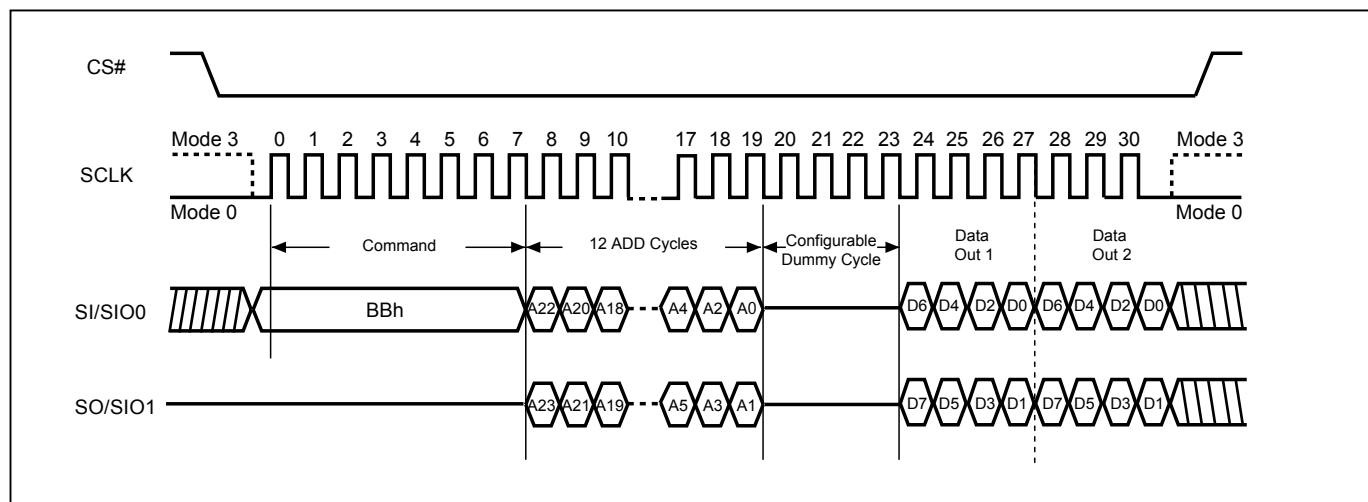 CS#
Mode 3 0 1 2 3 4 5 6 7 8 9 10 17 18 19 20 21 22 23 24 25 26 27 28 29 30 Mode 3
SCLK
Mode 0 Mode 0
Command 12 ADD Cycles Configurable Dummy Cycle Data Out 1 Data Out 2
SI/SIO0 BBh A22 A20 A18 A4 A2 A0 D6 D4 D2 D0 D6 D4 D2 D0
SO/SIO1 A23 A21 A19 A5 A3 A1 D7 D5 D3 D1 D7 D5 D3 D1